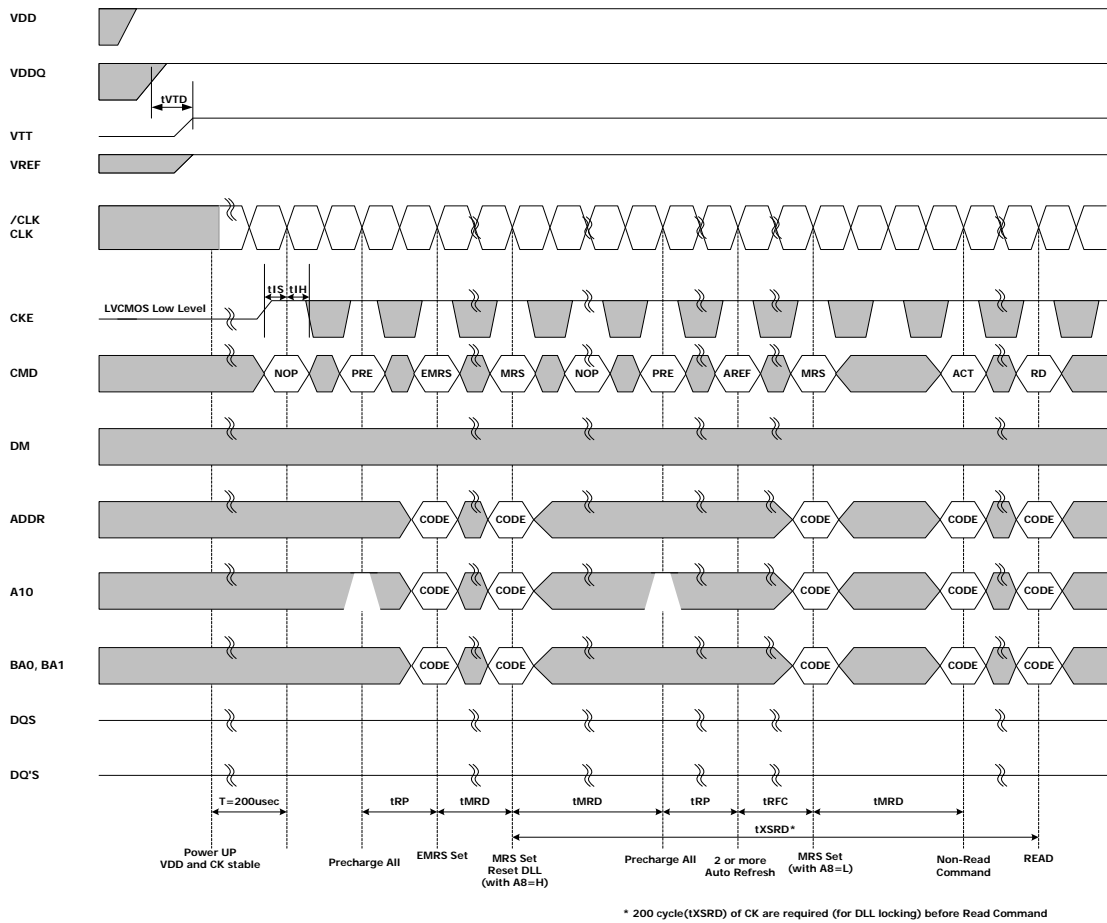 VDD
VDDQ
tVTD
VTT
VREF
/CLK
CLK
tIS tIH
CKE
LVCMOS Low Level
CMD
NOP PRE EMRS MRS NOP PRE AREF MRS ACT RD
DM
ADDR
CODE CODE CODE CODE CODE
A10
CODE CODE CODE CODE CODE
BA0, BA1
CODE CODE CODE CODE CODE
DQS
DQ'S
T=200usec tRP tMRD tMRD tRP tRFC tMRD
tXSRD*
Power UP
VDD and CK stable
Precharge All
EMRS Set
MRS Set
Reset DLL
(with A8=H)
Precharge All
2 or more
Auto Refresh
MRS Set
(with A8=L)
Non-Read
Command
READ
* 200 cycle(tXSRD) of CK are required (for DLL locking) before Read Command